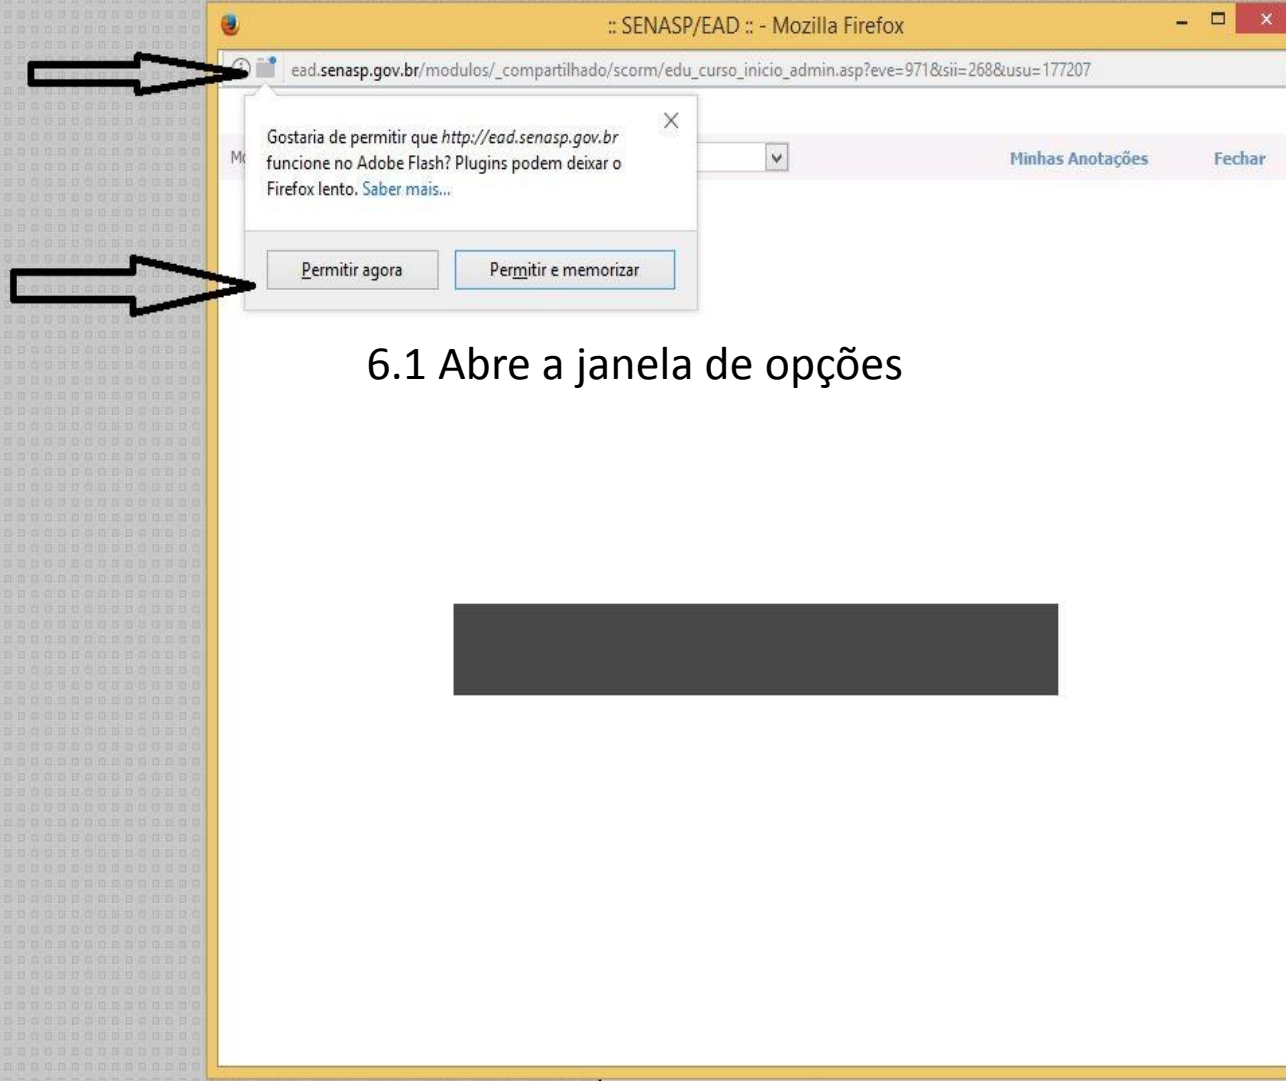 :: SENASP/EAD :: - Mozilla Firefox
ead.senasp.gov.br/modulos/_compartilhado/scorm/edu_curso_inicio_admin.asp?eve=971&sii=268&usu=177207
Gostaria de permitir que http://ead.senasp.gov.br
funcione no Adobe Flash? Plugins podem deixar o
Firefox lento. Saber mais...
Minhas Anotações Fechar
Permitir agora Permitir e memorizar
6.1 Abre a janela de opções